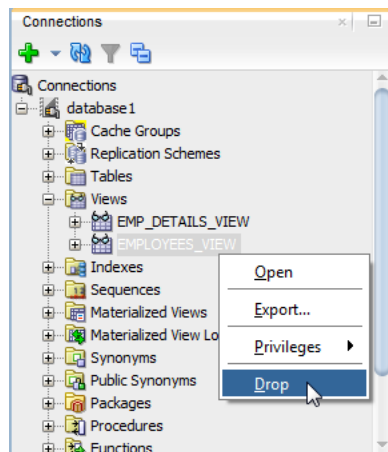 Connections
Connections
database1
Cache Groups
Replication Schemes
Tables
Views
EMP_DETAILS_VIEW
EMPLOYEES_VIEW
Indexes
Sequences
Materialized Views
Materialized View Lo
Synonyms
Public Synonyms
Packages
Procedures
Functions
Open
Export...
Privileges
Drop